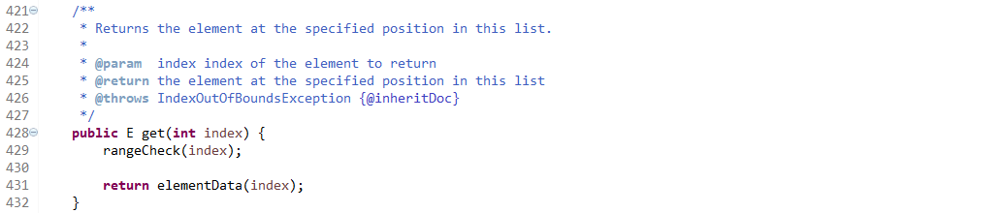 421 /**
422 * Returns the element at the specified position in this list.
423 *
424 * @param  index index of the element to return
425 * @return the element at the specified position in this list
426 * @throws IndexOutOfBoundsException {@inheritDoc}
427 */
428 public E get(int index) {
429 rangeCheck(index);
430
431 return elementData(index);
432 }